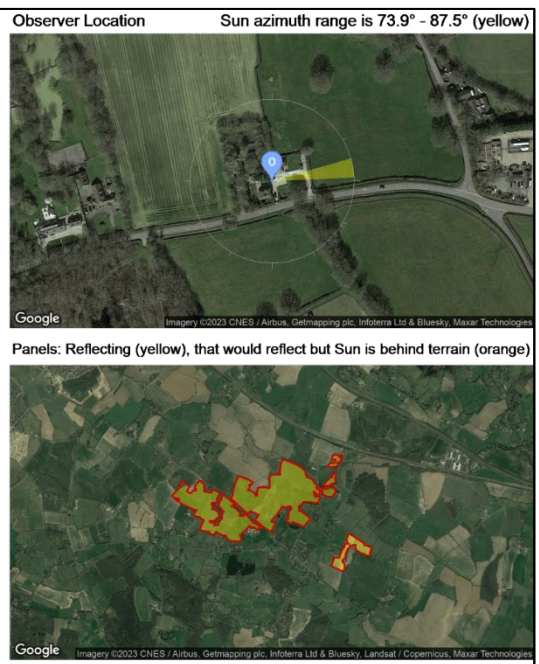 Observer Location Sun azimuth range is 73.9° - 87.5° (yellow)
O
Google Imagery ©2023 CNES / Airbus, Getmapping plc, Infoterra Ltd & Bluesky, Maxar Technologies
Panels: Reflecting (yellow), that would reflect but Sun is behind terrain (orange)
Google Imagery ©2023 CNES / Airbus, Getmapping plc, Infoterra Ltd & Bluesky, Landsat / Copernicus, Maxar Technologies